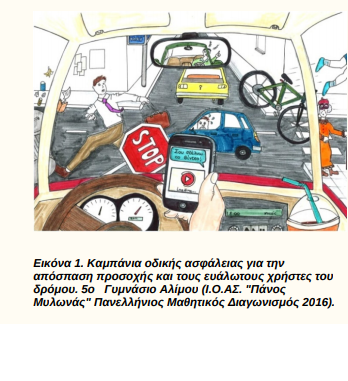 STOP
Εικόνα 1. Καμπάνια οδικής ασφάλειας για την
απόσπαση προσοχής και τους ευάλωτους χρήστες του
δρόμου. 5ο Γυμνάσιο Αλίμου (Ι.Ο.ΑΣ. "Πάνος
Μυλωνάς" Πανελλήνιος Μαθητικός Διαγωνισμός 2016).